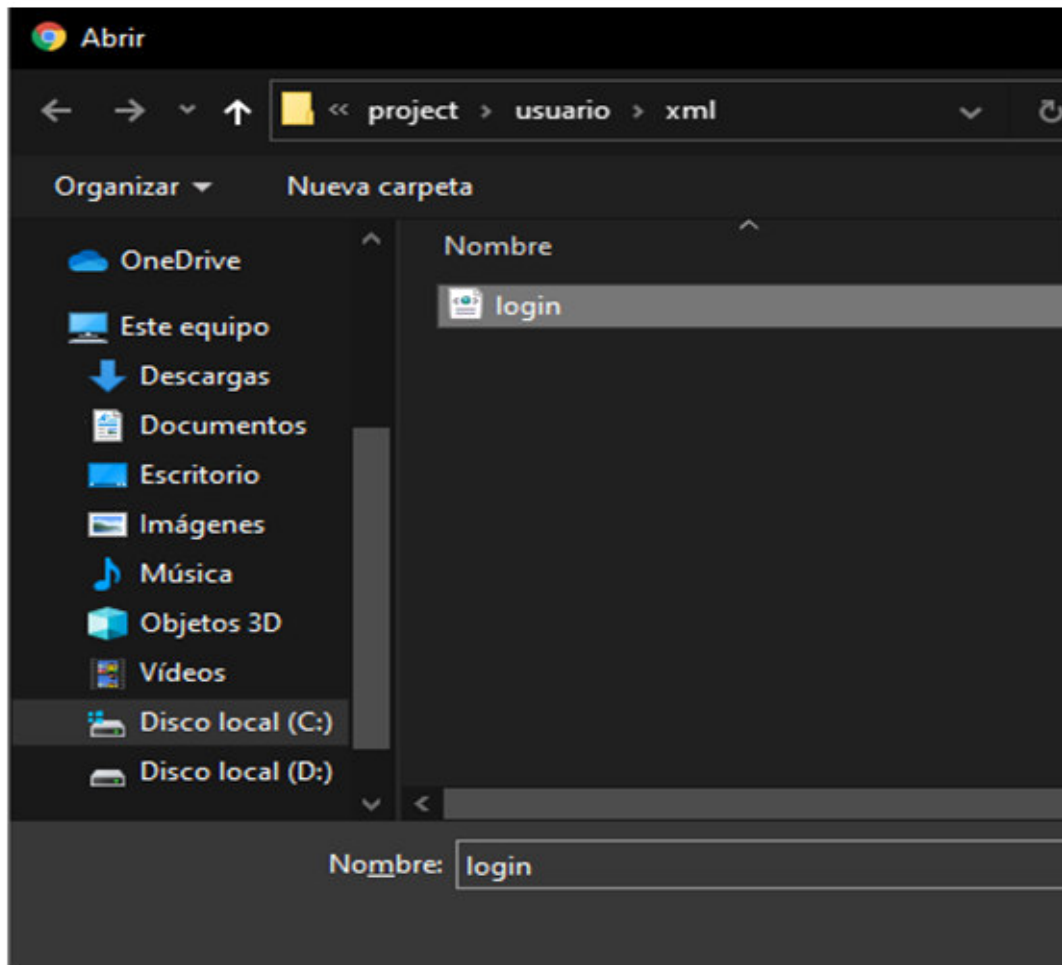 Abrir
« project › usuario › xml
Organizar Nueva carpeta
OneDrive
Este equipo
Descargas
Documentos
Escritorio
Imágenes
Música
Objetos 3D
Vídeos
Disco local (C:)
Disco local (D:)
Nombre
login
Nombre: login